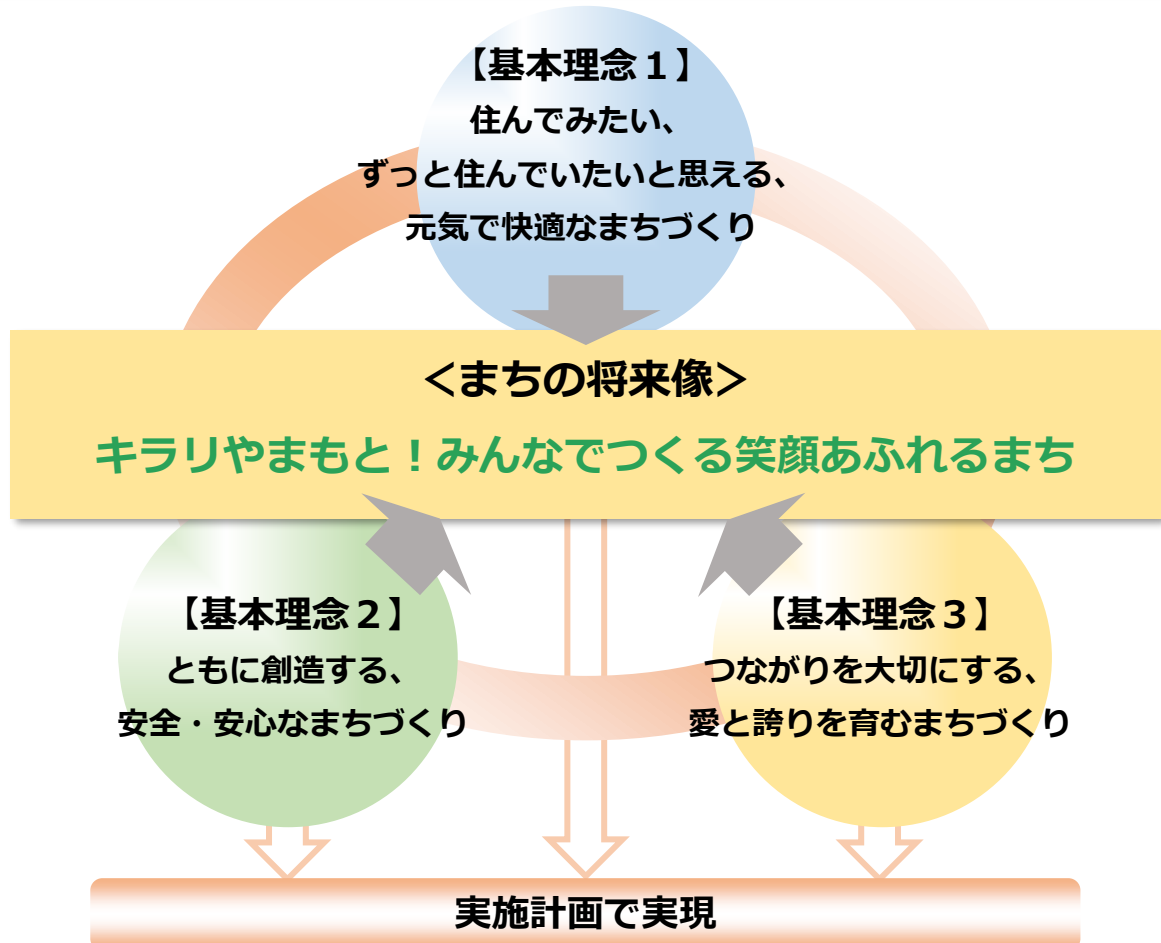 【基本理念１】
住んでみたい、
ずっと住んでいたいと思える、
元気で快適なまちづくり
＜まちの将来像＞
キラリやまもと！みんなでつくる笑顔あふれるまち
【基本理念２】
ともに創造する、
安全・安心なまちづくり
【基本理念３】
つながりを大切にする、
愛と誇りを育むまちづくり
実施計画で実現